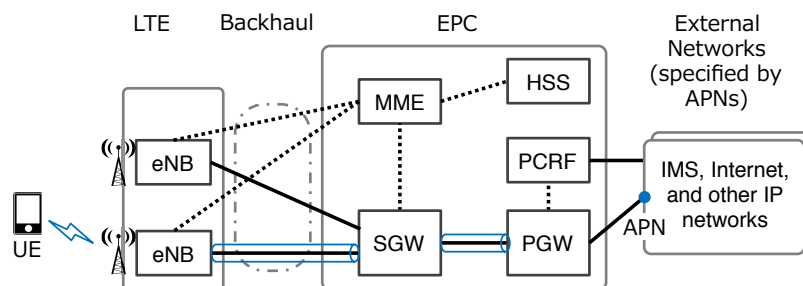 LTE
Backhaul
EPC
External
Networks
(specified by
APNs)
MME
HSS
eNB
PCRF
IMS, Internet,
and other IP
networks
UE
eNB
SGW
PGW
APN